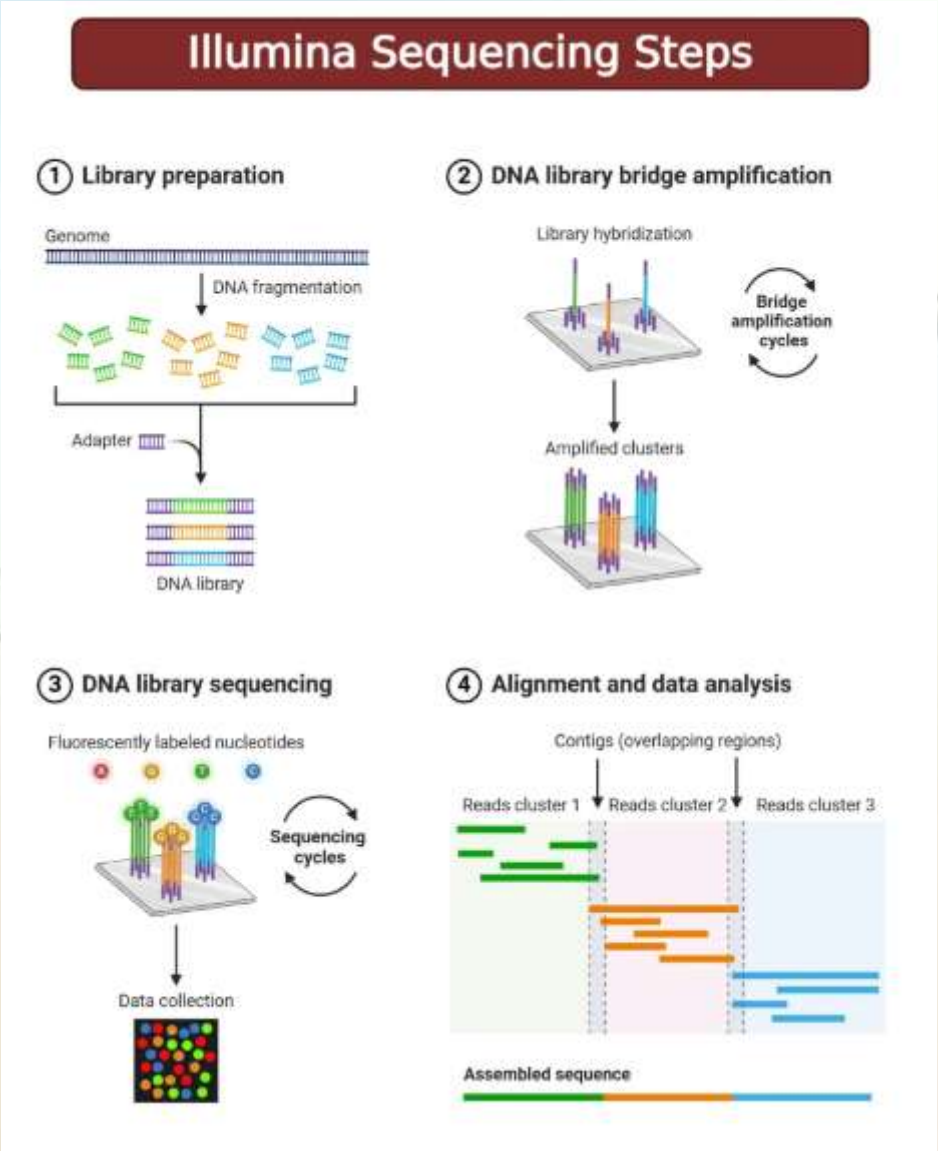 Illumina Sequencing Steps
1 Library preparation
Genome
DNA fragmentation
Adapter
DNA library
2 DNA library bridge amplification
Library hybridization
Bridge
amplification
cycles
Amplified clusters
3 DNA library sequencing
Fluorescently labeled nucleotides
A G T C
T T T
G G G
C C C
Sequencing
cycles
Data collection
4 Alignment and data analysis
Contigs (overlapping regions)
Reads cluster 1 Reads cluster 2 Reads cluster 3
Assembled sequence